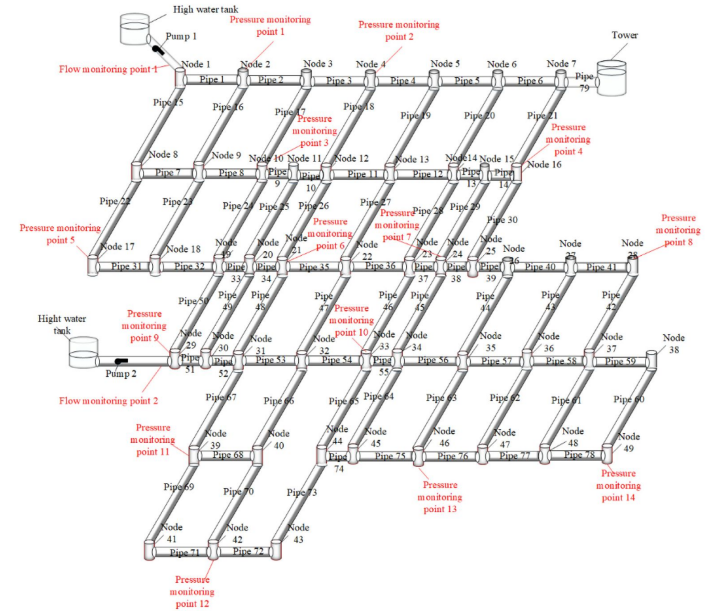 High water tank
Pressure monitoring
point 1
Pressure monitoring
point 2
Pump 1
Tower
Flow monitoring point 1
Node 1
Node 2
Node 3
Node 4
Node 5
Node 6
Node 7
Pipe 1
Pipe 2
Pipe 3
Pipe 4
Pipe 5
Pipe 6
Pipe
79
Pipe 15
Pipe 16
Pipe 17
Pipe 18
Pipe 19
Pipe 20
Pipe 21
Pressure
monitoring
point 3
Pressure
monitoring
point 4
Node 8
Node 9
Node 10
Node 11
Node 12
Node 13
Node14
Node 15
Node 16
Pipe 7
Pipe 8
Pipe
9
Pipe
10
Pipe 11
Pipe 12
Pipe
13
Pipe
14
Pipe 22
Pipe 23
Pipe 24
Pipe 25
Pipe 26
Pipe 27
Pipe 28
Pipe 29
Pipe 30
Pressure monitoring
point 5
Pressure
monitoring
point 6
Pressure
monitoring
point 7
Pressure
monitoring
point 8
Node 17
Node 18
Node
19
Node
20
Node
21
Node
22
Node
23
Node
24
Node
25
Node
26
Node
27
Node
28
Pipe 31
Pipe 32
Pipe
33
Pipe
34
Pipe 35
Pipe 36
Pipe
37
Pipe
38
Pipe
39
Pipe 40
Pipe 41
Pipe 50
Pipe
49
Pipe
48
Pipe
47
Pipe
46
Pipe
45
Pipe
44
Pipe
43
Pipe
42
Hight water
tank
Pressure
monitoring
point 9
Pressure
monitoring
point 10
Pump 2
Flow monitoring point 2
Node
29
Node
30
Node
31
Node
32
Node
33
Node
34
Node
35
Node
36
Node
37
Node
38
Pipe
51
Pipe
52
Pipe 53
Pipe 54
Pipe
55
Pipe 56
Pipe 57
Pipe 58
Pipe 59
Pipe 67
Pipe 66
Pipe 65
Pipe 64
Pipe 63
Pipe 62
Pipe 61
Pipe 60
Pressure
monitoring
point 11
Node
39
Node
40
Node
44
Node
45
Node
46
Node
47
Node
48
Node
49
Pipe 68
Pipe
74
Pipe 75
Pipe 76
Pipe 77
Pipe 78
Pressure
monitoring
point 13
Pressure
monitoring
point 14
Pipe 69
Pipe 70
Pipe 73
Node
41
Node
42
Node
43
Pipe 71
Pipe 72
Pressure
monitoring
point 12